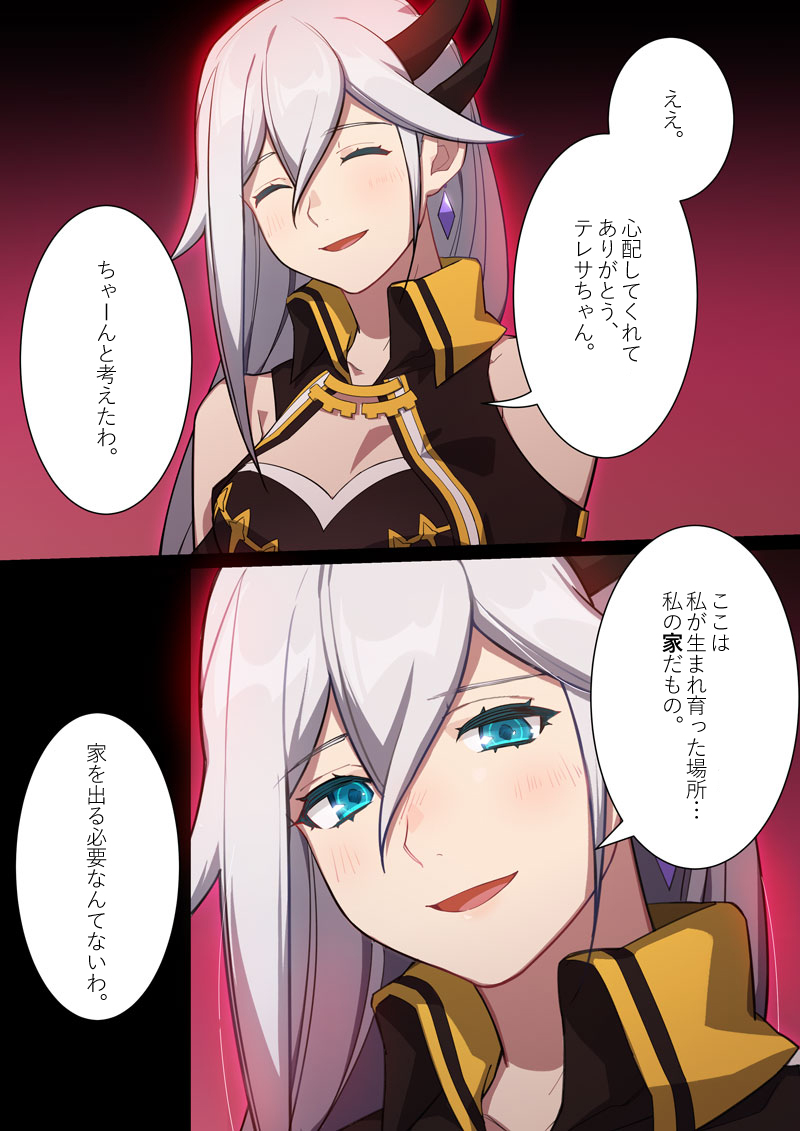 ええ。
心配してくれて
ありがとう、
テレサちゃん。
ちゃーんと考えたわ。
ここは
私が生まれ育った場所…
私の家だもの。
家を出る必要なんてないわ。